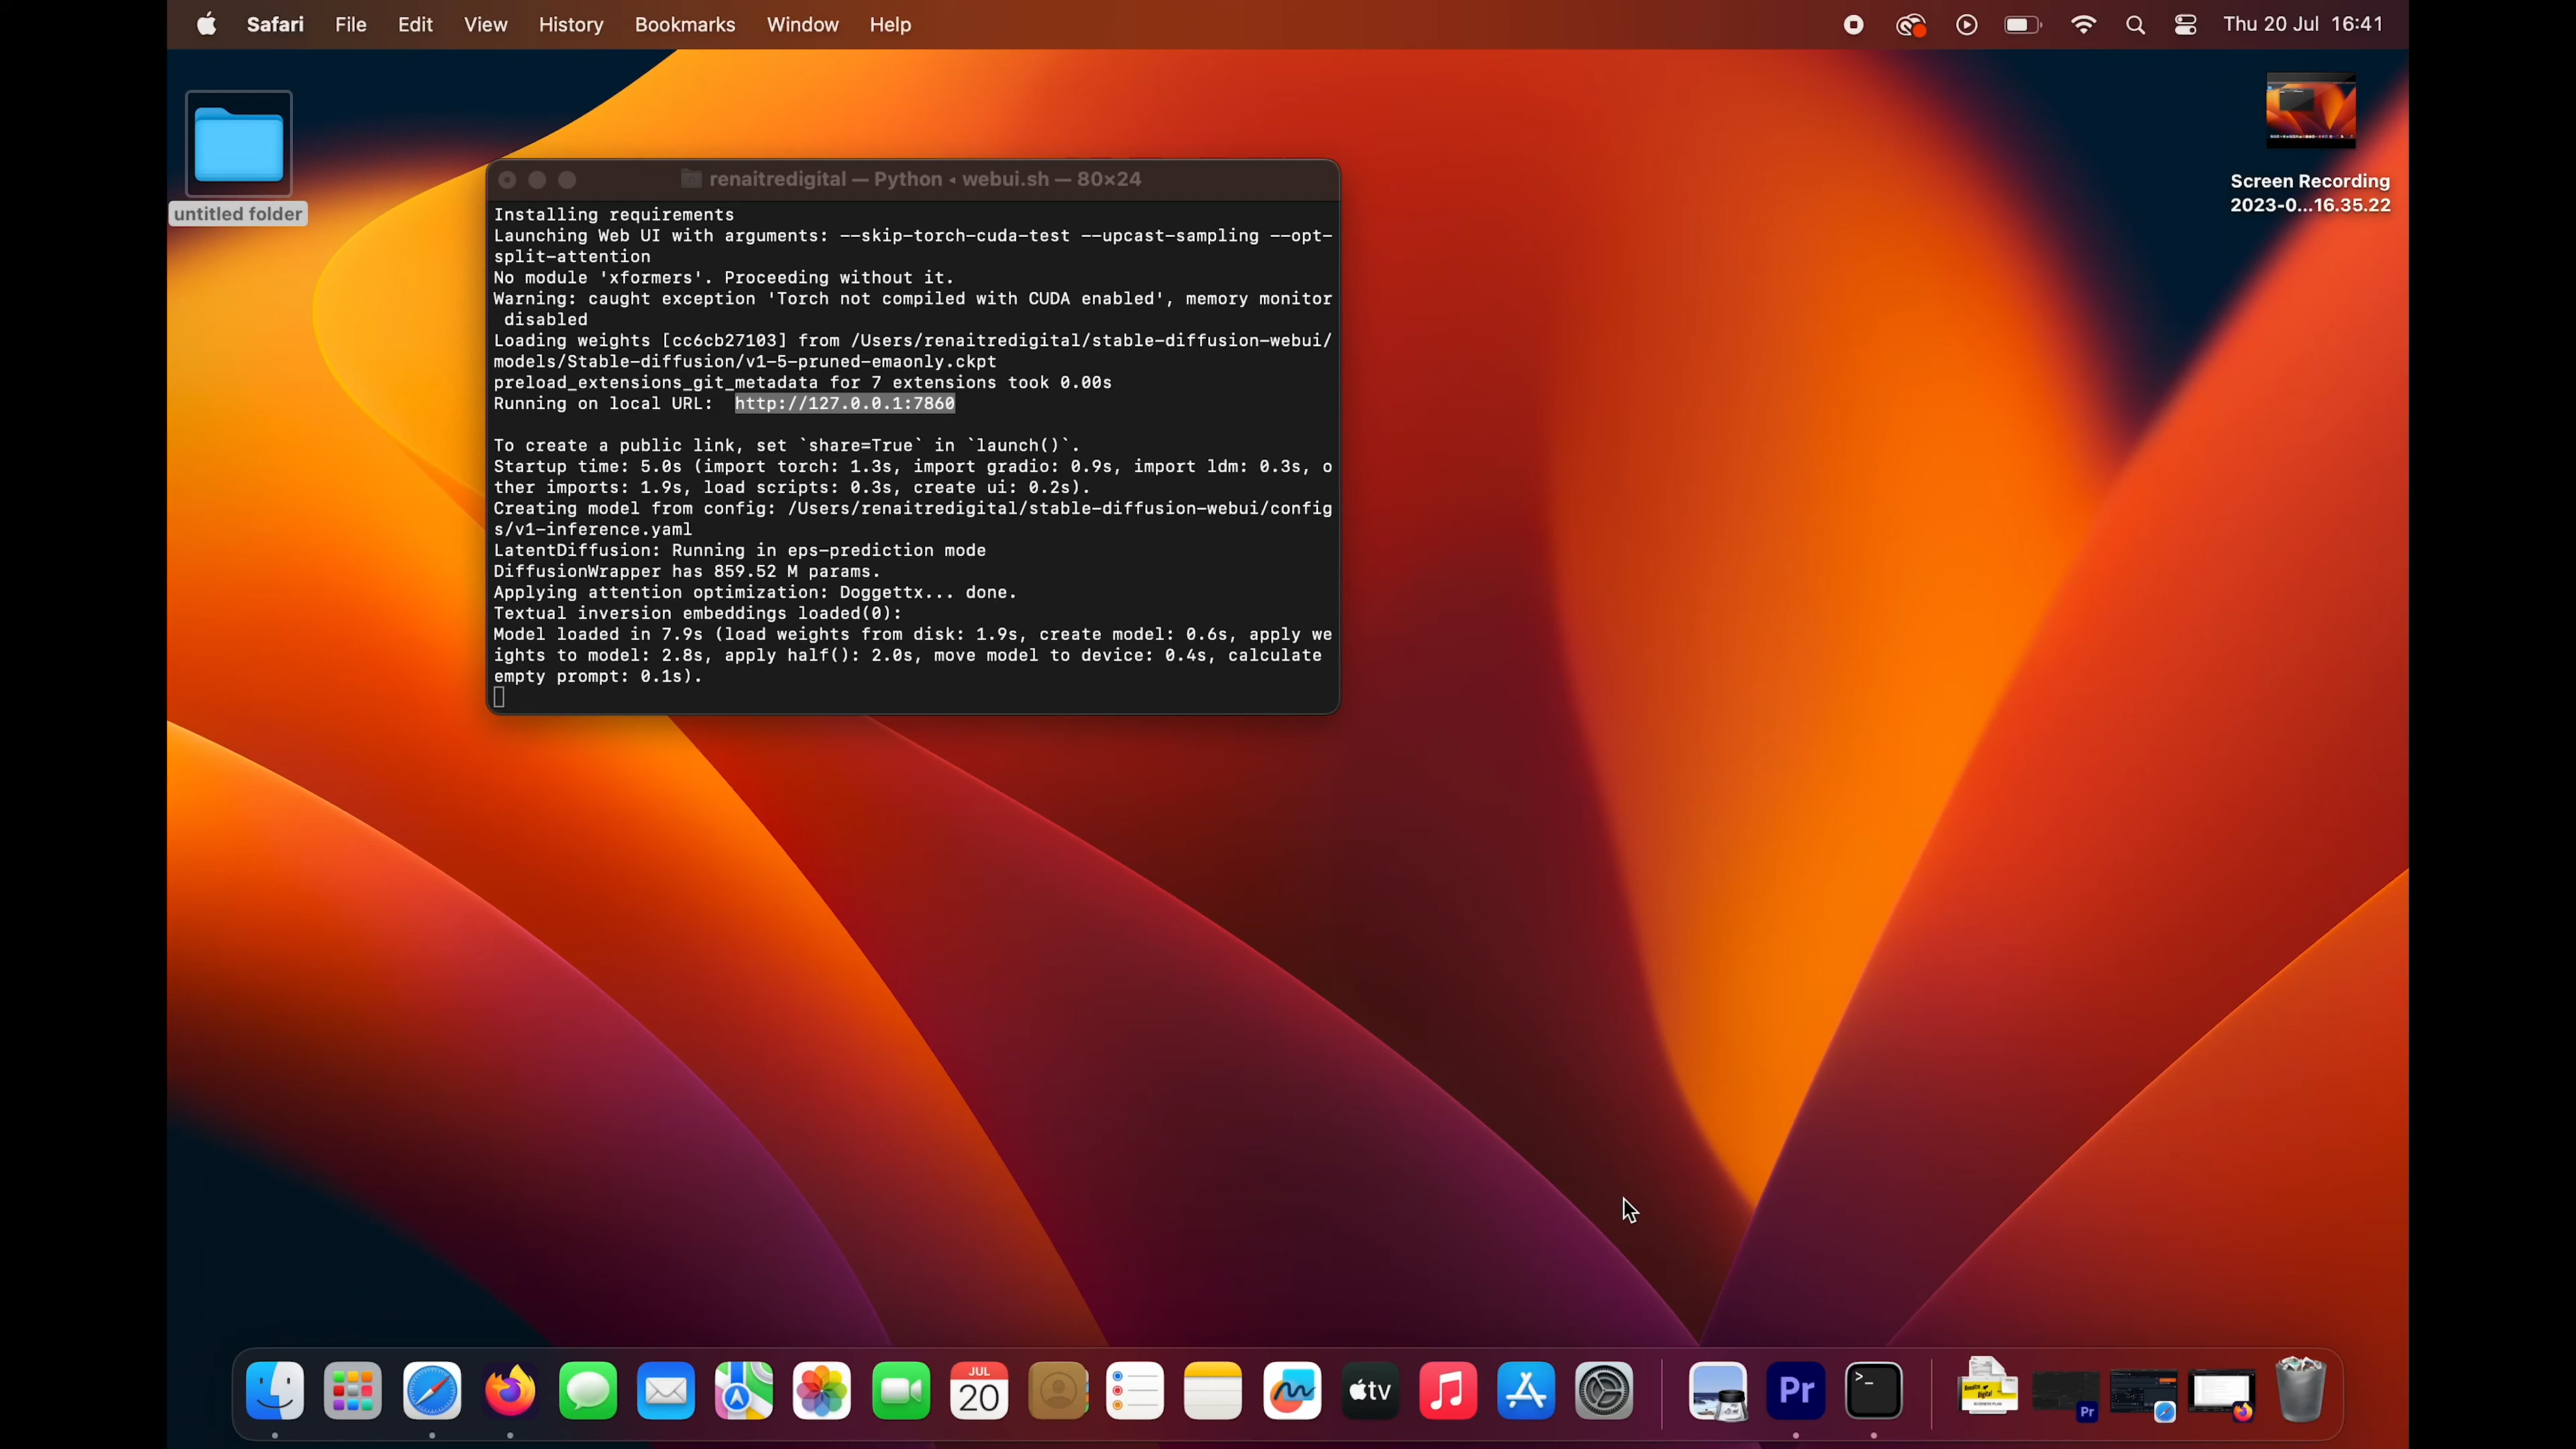 Safari File Edit View History Bookmarks Window Help Thu 20 Jul 16:41
untitled folder
Screen Recording
2023-0...16.35.22
renaitredigital — Python ◂ webui.sh — 80×24
Installing requirements
Launching Web UI with arguments: --skip-torch-cuda-test --upcast-sampling --opt-
split-attention
No module 'xformers'. Proceeding without it.
Warning: caught exception 'Torch not compiled with CUDA enabled', memory monitor
disabled
Loading weights [cc6cb27103] from /Users/renaitredigital/stable-diffusion-webui/
models/Stable-diffusion/v1-5-pruned-emaonly.ckpt
preload_extensions_git_metadata for 7 extensions took 0.00s
Running on local URL:  http://127.0.0.1:7860
To create a public link, set `share=True` in `launch()`.
Startup time: 5.0s (import torch: 1.3s, import gradio: 0.9s, import ldm: 0.3s, o
ther imports: 1.9s, load scripts: 0.3s, create ui: 0.2s).
Creating model from config: /Users/renaitredigital/stable-diffusion-webui/config
s/v1-inference.yaml
LatentDiffusion: Running in eps-prediction mode
DiffusionWrapper has 859.52 M params.
Applying attention optimization: Doggettx... done.
Textual inversion embeddings loaded(0):
Model loaded in 7.9s (load weights from disk: 1.9s, create model: 0.6s, apply we
ights to model: 2.8s, apply half(): 2.0s, move model to device: 0.4s, calculate
empty prompt: 0.1s).
JUL
20
tv
Pr
>_
Pr